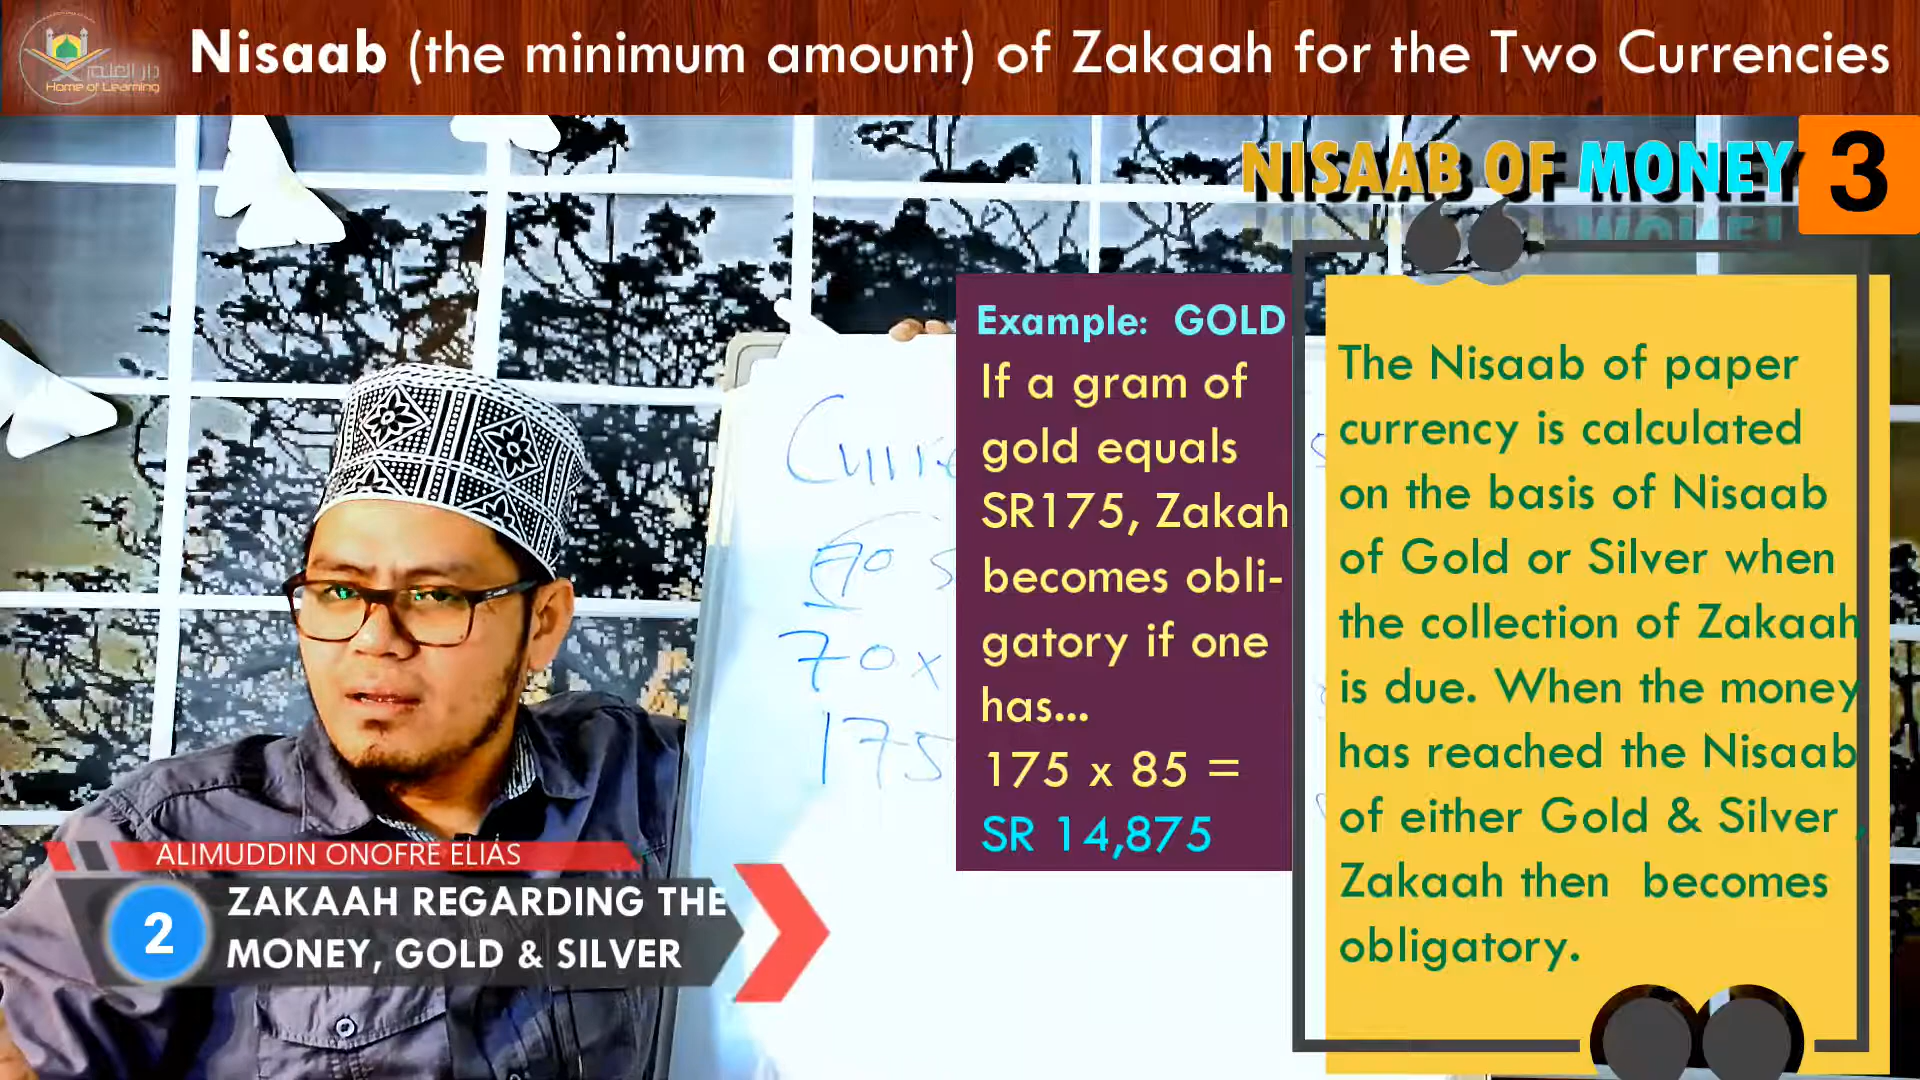 دار العلم
Home of Learning
Nisaab (the minimum amount) of Zakaah for the Two Currencies
NISAAB OF MONEY
3
Example: GOLD
If a gram of
gold equals
SR175, Zakah
becomes obli-
gatory if one
has...
175 x 85 =
SR 14,875
The Nisaab of paper
currency is calculated
on the basis of Nisaab
of Gold or Silver when
the collection of Zakaah
is due. When the money
has reached the Nisaab
of either Gold & Silver ,
Zakaah then becomes
obligatory.
70 x
175
ALIMUDDIN ONOFRE ELIAS
2
ZAKAAH REGARDING THE
MONEY, GOLD & SILVER